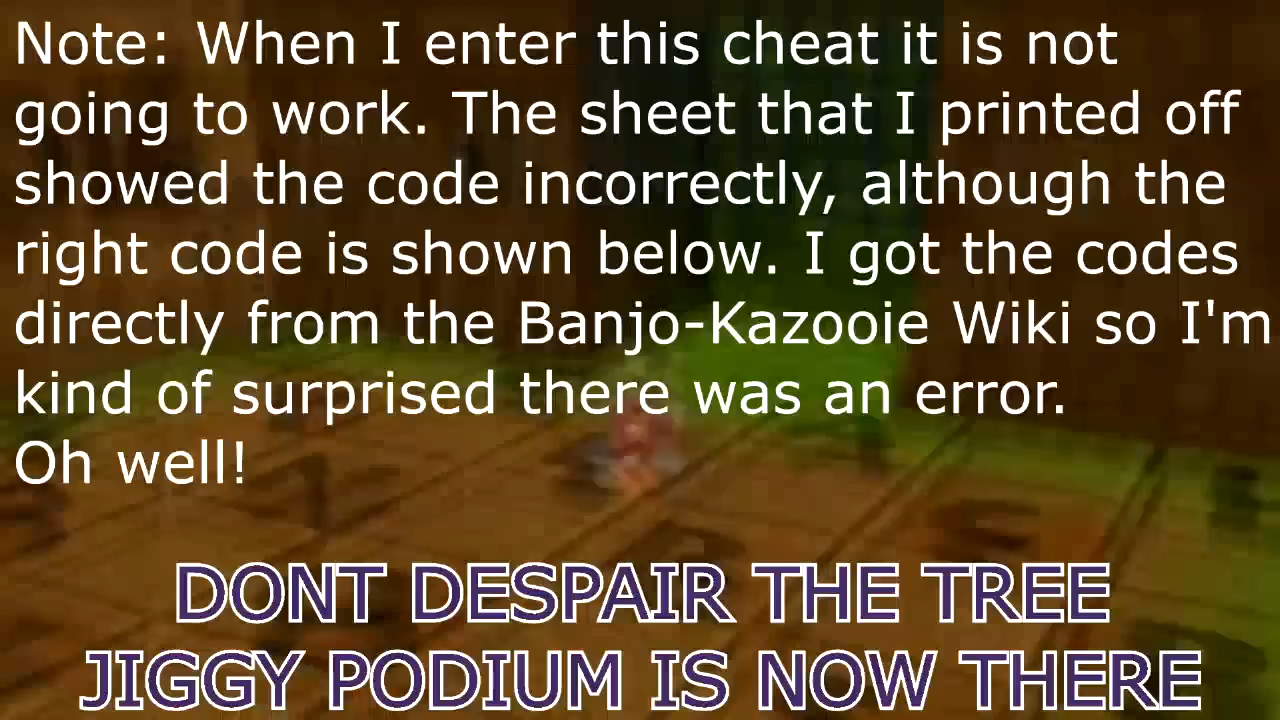 Note: When I enter this cheat it is not
going to work. The sheet that I printed off
showed the code incorrectly, although the
right code is shown below. I got the codes
directly from the Banjo-Kazooie Wiki so I'm
kind of surprised there was an error.
Oh well!
DONT DESPAIR THE TREE
JIGGY PODIUM IS NOW THERE